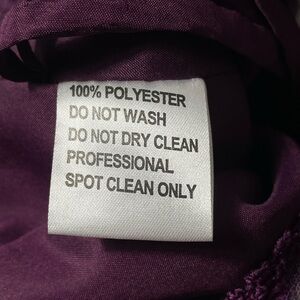 100% POLYESTER
DO NOT WASH
DO NOT DRY CLEAN
PROFESSIONAL
SPOT CLEAN ONLY